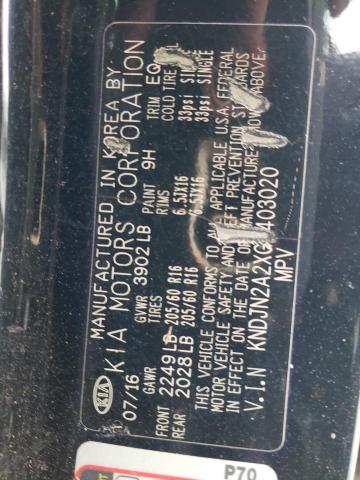 MANUFACTURED IN KOREA BY
KIA MOTORS CORPORATION
KIA
07/16 GVWR 3902 LB PAINT 9H TRIM EQ
GAWR TIRES RIMS COLD TIRE
FRONT 2249 LB 205/60 R16 6.5JX16 33psi SINGLE
REAR 2028 LB 205/60 R16 6.5JX16 33psi SINGLE
THIS VEHICLE CONFORMS TO APPLICABLE U.S.A. FEDERAL
MOTOR VEHICLE SAFETY AND THEFT PREVENTION
IN EFFECT ON THE DATE OF MANUFACTURE ABOVE.
V.I.N KNDJN2A2XG 403020
MPV
P70